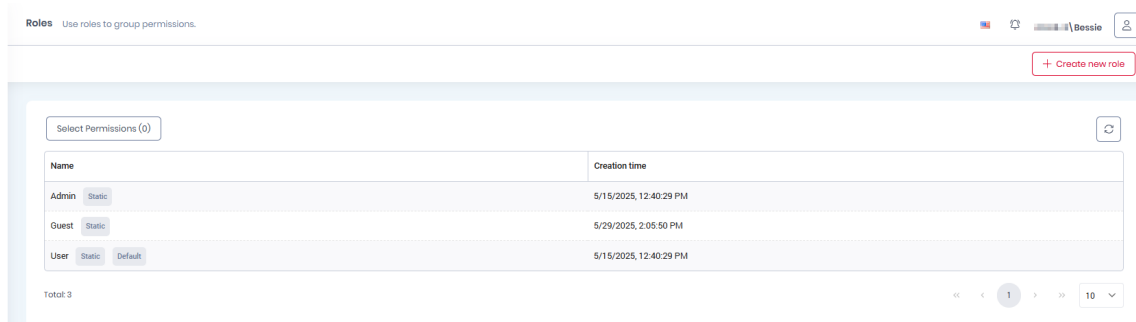 Roles Use roles to group permissions.
\Bessie
+ Create new role
Select Permissions (0)
Name Creation time
Admin Static 5/15/2025, 12:40:29 PM
Guest Static 5/29/2025, 2:05:50 PM
User Static Default 5/15/2025, 12:40:29 PM
Total: 3 << < 1 > >> 10